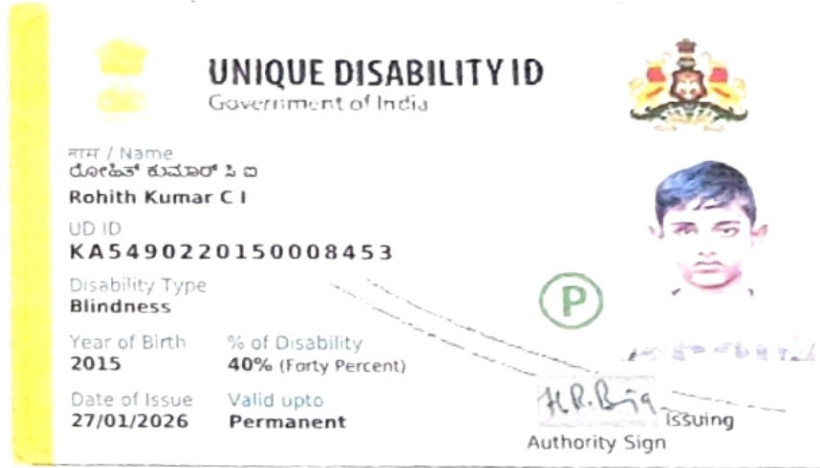 UNIQUE DISABILITY ID
Government of India
नाम / Name
ರೋಹಿತ್ ಕುಮಾರ್ ಸಿ ಐ
Rohith Kumar C I
UD ID
KA5490220150008453
Disability Type
Blindness
P
Year of Birth % of Disability
2015 40% (Forty Percent)
Date of Issue Valid upto
27/01/2026 Permanent
Issuing
Authority Sign